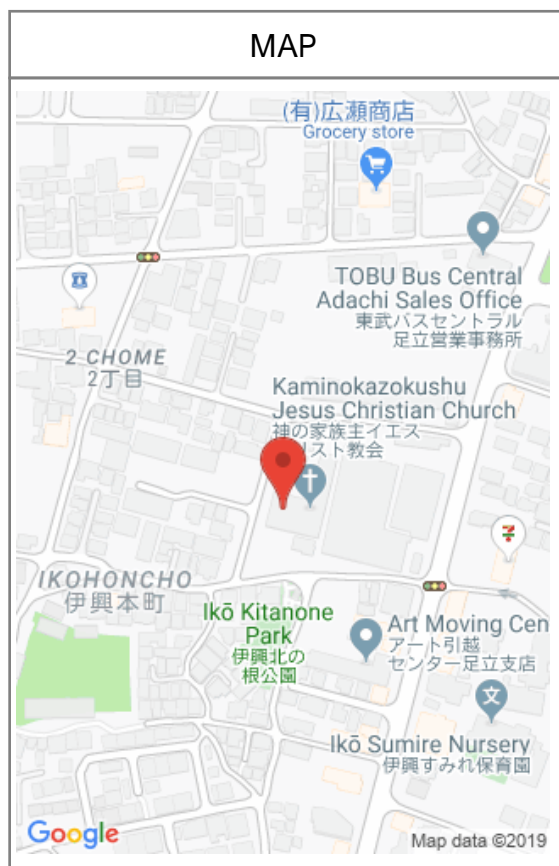 MAP
(有)広瀬商店
Grocery store
TOBU Bus Central
Adachi Sales Office
東武バスセントラル
足立営業事務所
2 CHOME
2丁目
Kaminokazokushu
Jesus Christian Church
神の家族主イエス
リスト教会
IKOHONCHO
伊興本町
Ikō Kitanone
Park
伊興北の
根公園
7
Art Moving Cen
アート引越
センター足立支店
文
Ikō Sumire Nursery
伊興すみれ保育園
Google
Map data ©2019